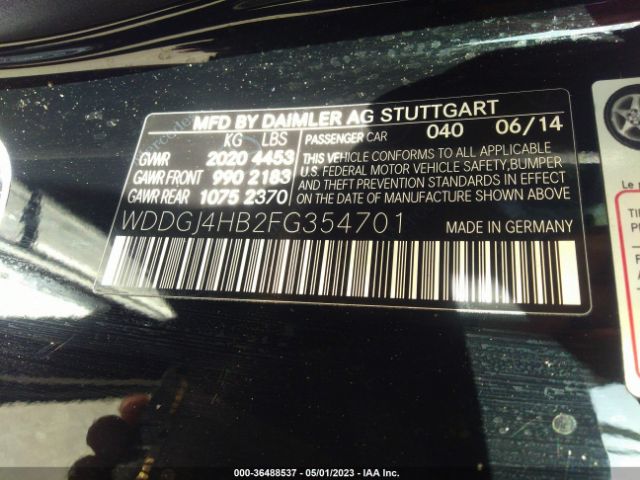 MFD BY DAIMLER AG STUTTGART
KG LBS
GVWR 2020 4453
GAWR FRONT 990 2183
GAWR REAR 1075 2370
PASSENGER CAR 040 06/14
THIS VEHICLE CONFORMS TO ALL APPLICABLE
U.S. FEDERAL MOTOR VEHICLE SAFETY,BUMPER
AND THEFT PREVENTION STANDARDS IN EFFECT
ON THE DATE OF MANUFACTURE SHOWN ABOVE
WDDGJ4HB2FG354701
MADE IN GERMANY
Le
000-36488537 - 05/01/2023 - IAA Inc.